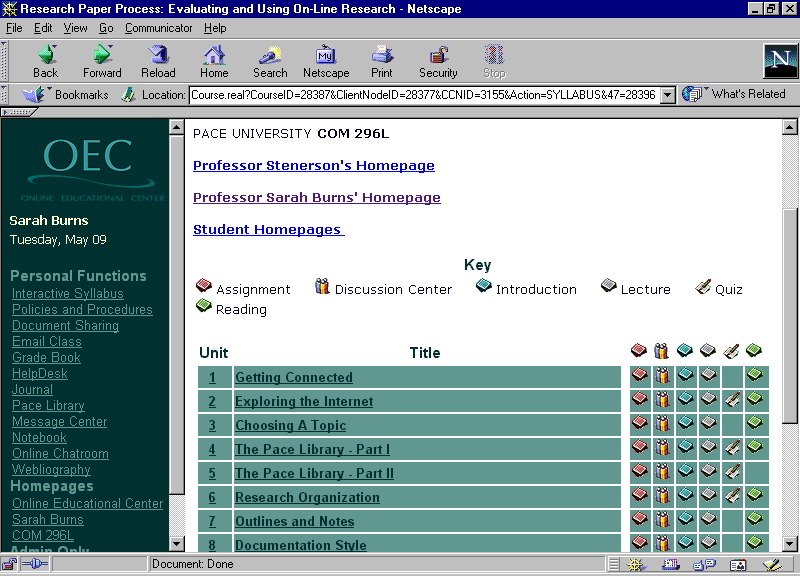 Research Paper Process: Evaluating and Using On-Line Research - Netscape
File Edit View Go Communicator Help
Back Forward Reload Home Search Netscape Print Security Stop
My
N
Bookmarks Location: Course.real?CourseID=28387&ClientNodeID=28377&CCNID=3155&Action=SYLLABUS&47=28396 What's Related
OEC
ONLINE EDUCATIONAL CENTER
Sarah Burns
Tuesday, May 09
Personal Functions
Interactive Syllabus
Policies and Procedures
Document Sharing
Email Class
Grade Book
HelpDesk
Journal
Pace Library
Message Center
Notebook
Online Chatroom
Webliography
Homepages
Online Educational Center
Sarah Burns
COM 296L
Admin Only
PACE UNIVERSITY COM 296L
Professor Stenerson's Homepage
Professor Sarah Burns' Homepage
Student Homepages
Key
Assignment Discussion Center Introduction Lecture Quiz
Reading
Unit Title
1 Getting Connected
2 Exploring the Internet
3 Choosing A Topic
4 The Pace Library - Part I
5 The Pace Library - Part II
6 Research Organization
7 Outlines and Notes
8 Documentation Style
Document: Done